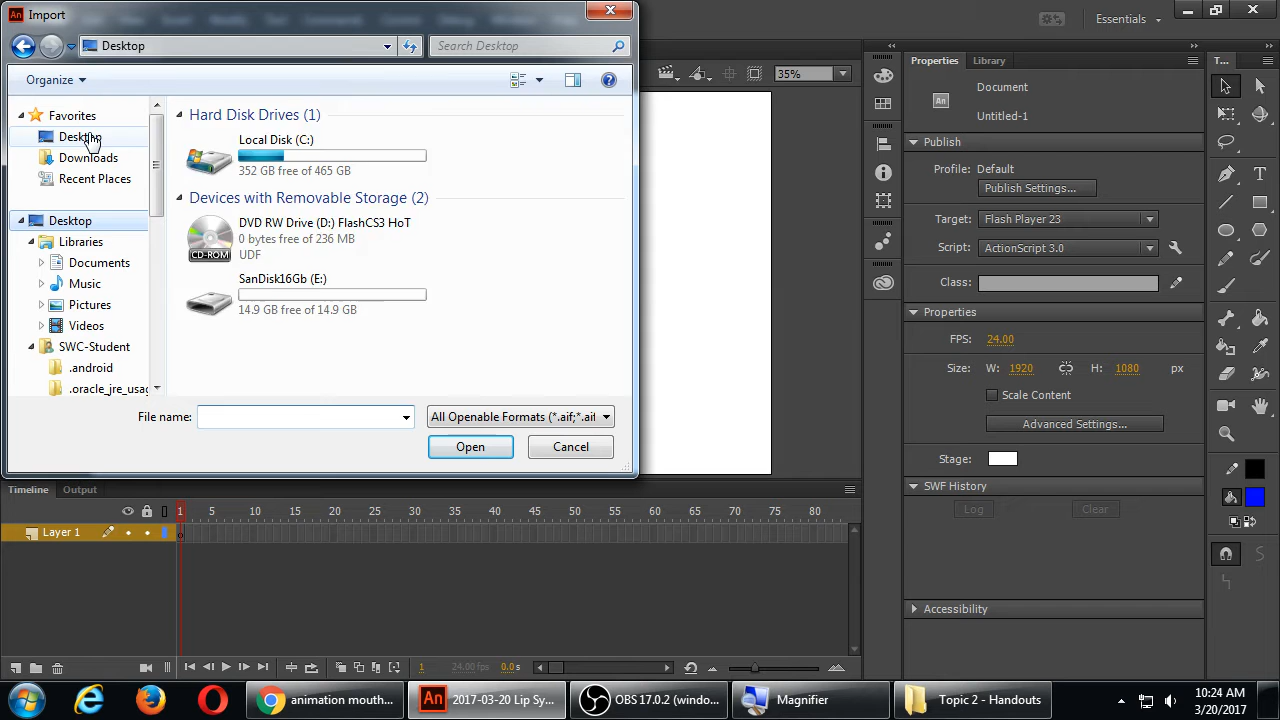 An Import
Essentials
Desktop
Search Desktop
Organize
35%
Favorites
Desktop
Downloads
Recent Places
Desktop
Libraries
Documents
Music
Pictures
Videos
SWC-Student
.android
.oracle_jre_usag
Hard Disk Drives (1)
Local Disk (C:)
352 GB free of 465 GB
Devices with Removable Storage (2)
DVD RW Drive (D:) FlashCS3 HoT
0 bytes free of 236 MB
UDF
CD-ROM
SanDisk16Gb (E:)
14.9 GB free of 14.9 GB
File name:
All Openable Formats (*.aif;*.aif
Open
Cancel
Properties
Library
T...
Document
An
Untitled-1
Publish
Profile: Default
Publish Settings...
Target: Flash Player 23
Script: ActionScript 3.0
Class:
Properties
FPS: 24.00
Size: W: 1920 H: 1080 px
Scale Content
Advanced Settings...
Stage:
SWF History
Log
Clear
Accessibility
Timeline
Output
1 5 10 15 20 25 30 35 40 45 50 55 60 65 70 75 80
Layer 1
1 24.00 fps 0.0 s
animation mouth...
An 2017-03-20 Lip Sy...
OBS 17.0.2 (windo...
Magnifier
Topic 2 - Handouts
10:24 AM
3/20/2017